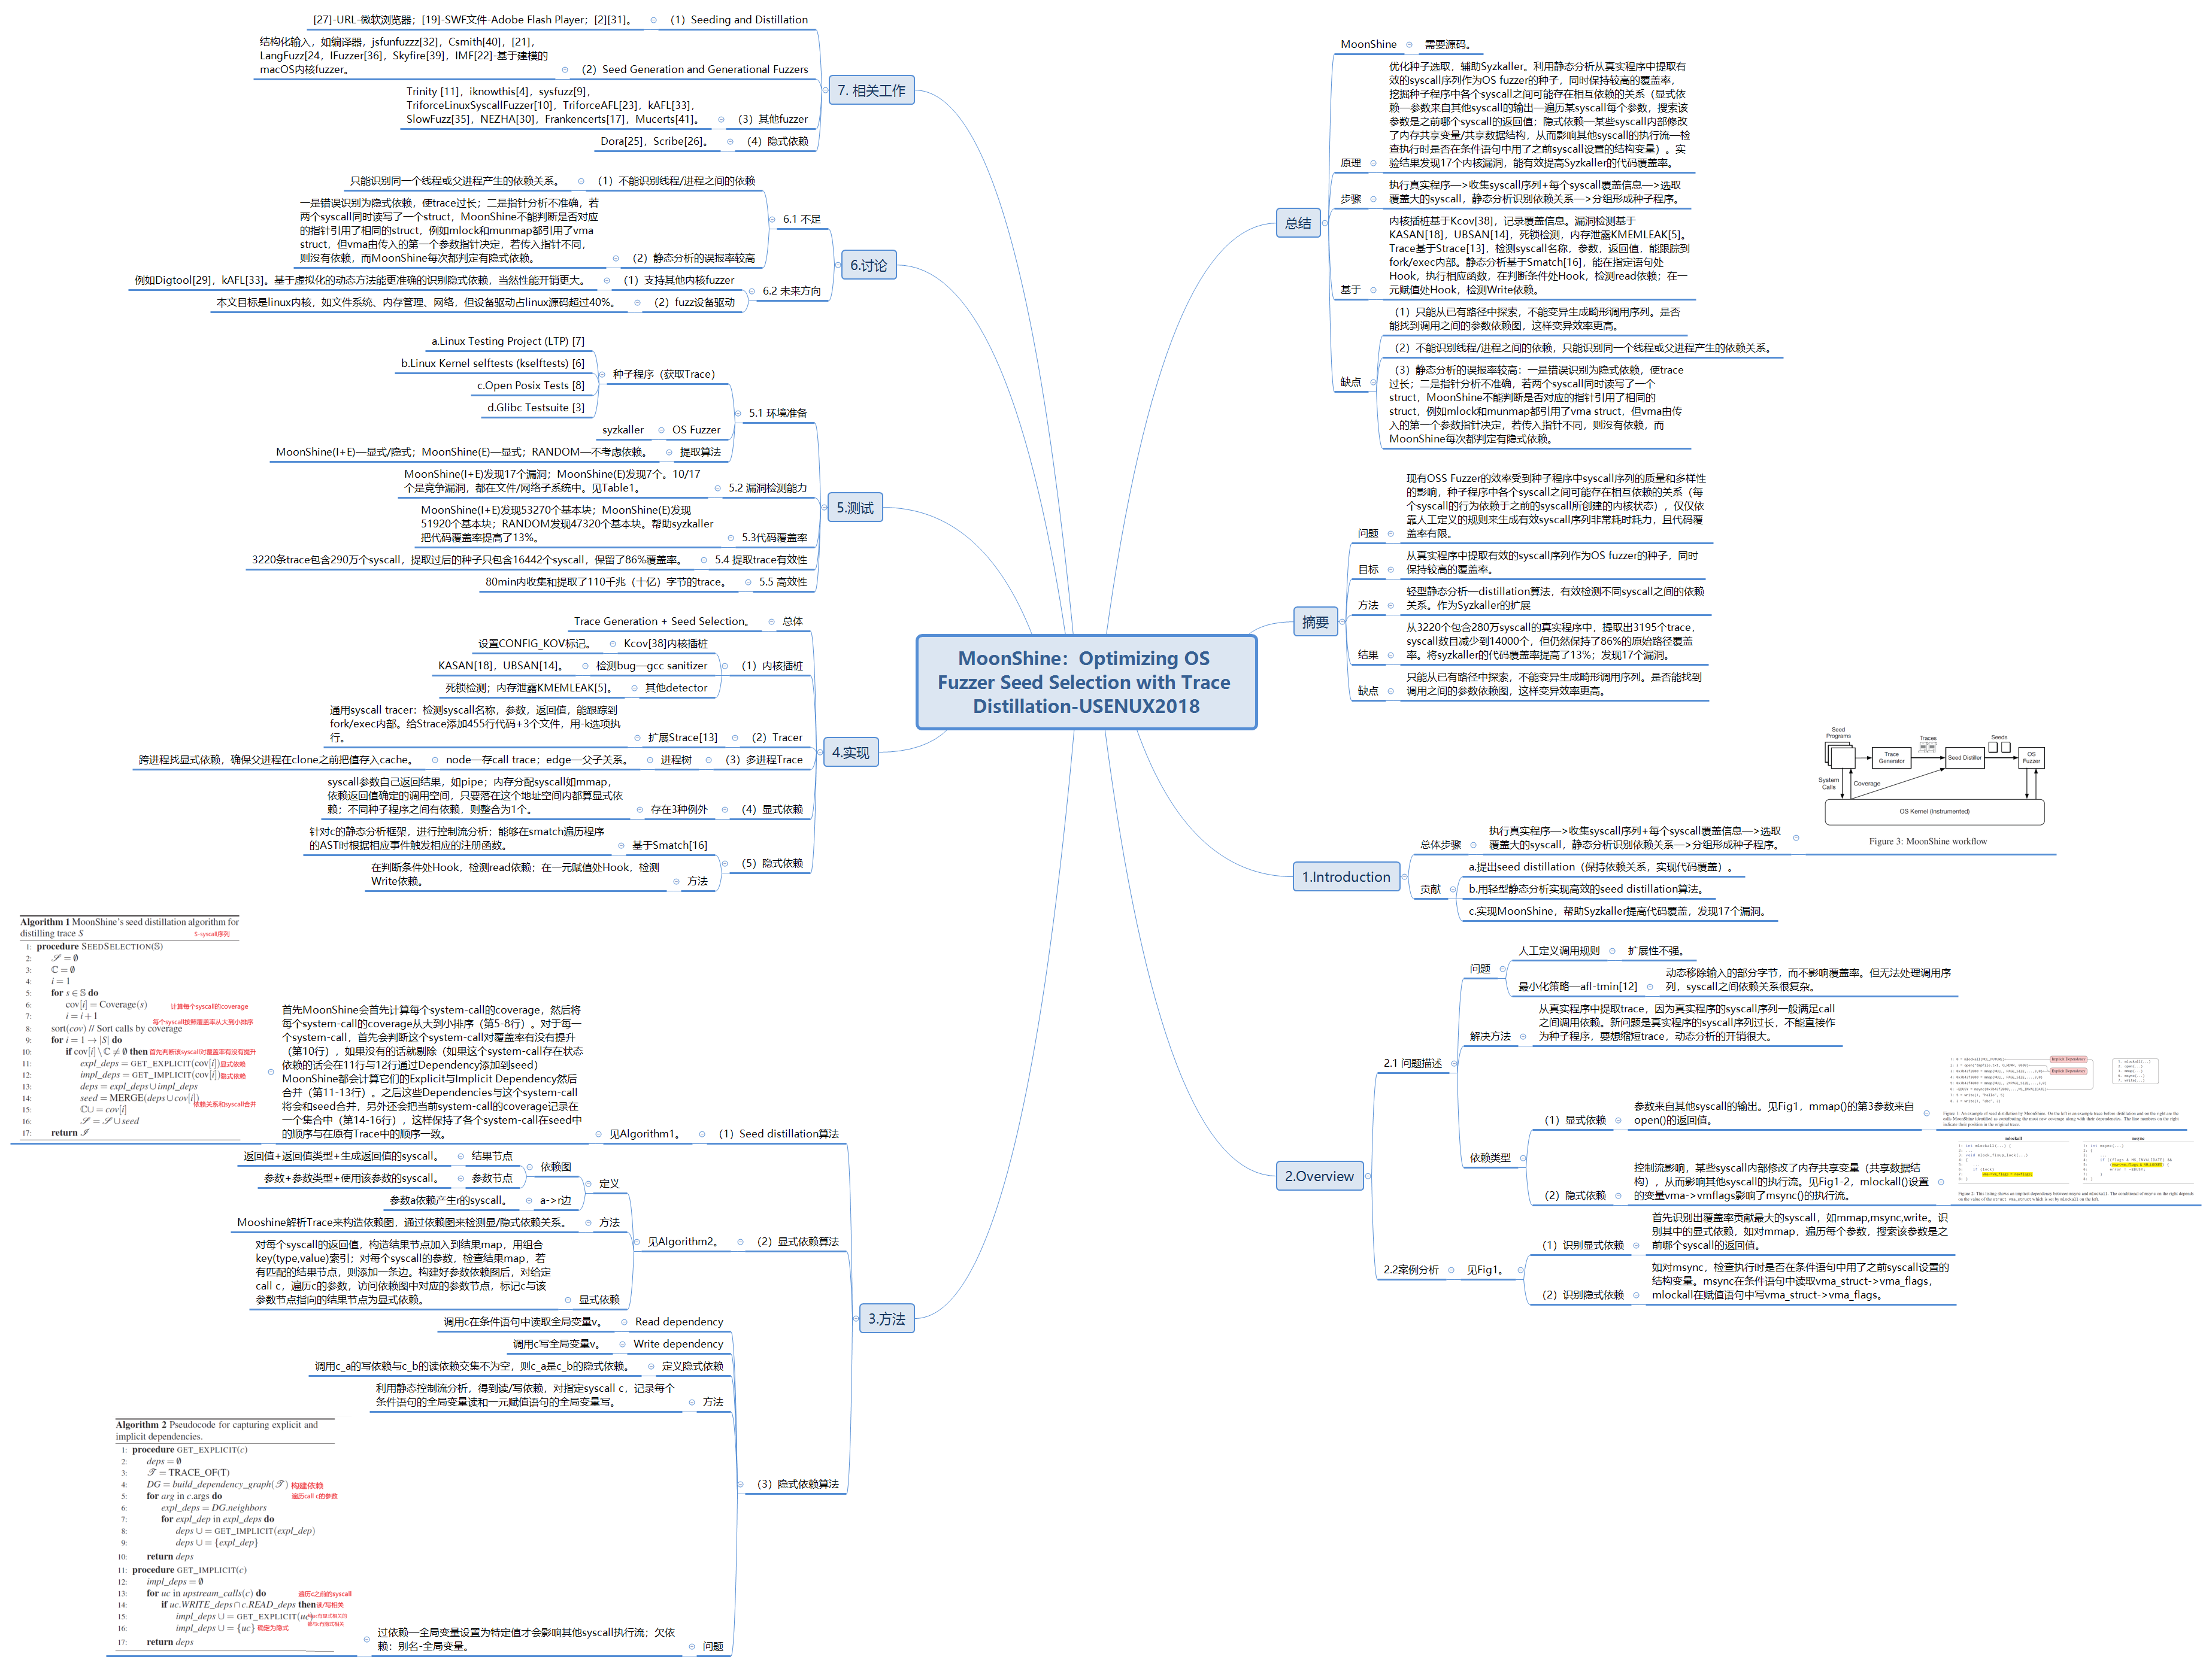 MoonShine：Optimizing OS
Fuzzer Seed Selection with Trace
Distillation-USENUX2018
总结
MoonShine
需要源码。
原理
优化种子选取，辅助Syzkaller。利用静态分析从真实程序中提取有
效的syscall序列作为OS fuzzer的种子，同时保持较高的覆盖率，
挖掘种子程序中各个syscall之间可能存在相互依赖的关系（显式依
赖—参数来自其他syscall的输出—遍历某syscall每个参数，搜索该
参数是之前哪个syscall的返回值；隐式依赖—某些syscall内部修改
了内存共享变量/共享数据结构，从而影响其他syscall的执行流—检
查执行时是否在条件语句中用了之前syscall设置的结构变量）。实
验结果发现17个内核漏洞，能有效提高Syzkaller的代码覆盖率。
步骤
执行真实程序—>收集syscall序列+每个syscall覆盖信息—>选取
覆盖大的syscall，静态分析识别依赖关系—>分组形成种子程序。
基于
内核插桩基于Kcov[38]，记录覆盖信息。漏洞检测基于
KASAN[18]，UBSAN[14]，死锁检测，内存泄露KMEMLEAK[5]。
Trace基于Strace[13]，检测syscall名称，参数，返回值，能跟踪到
fork/exec内部。静态分析基于Smatch[16]，能在指定语句处
Hook，执行相应函数，在判断条件处Hook，检测read依赖；在一
元赋值处Hook，检测Write依赖。
缺点
（1）只能从已有路径中探索，不能变异生成畸形调用序列。是否
能找到调用之间的参数依赖图，这样变异效率更高。
（2）不能识别线程/进程之间的依赖，只能识别同一个线程或父进程产生的依赖关系。
（3）静态分析的误报率较高：一是错误识别为隐式依赖，使trace
过长；二是指针分析不准确，若两个syscall同时读写了一个
struct，MoonShine不能判断是否对应的指针引用了相同的
struct，例如mlock和munmap都引用了vma struct，但vma由传
入的第一个参数指针决定，若传入指针不同，则没有依赖，而
MoonShine每次都判定有隐式依赖。
摘要
问题
现有OSS Fuzzer的效率受到种子程序中syscall序列的质量和多样性
的影响，种子程序中各个syscall之间可能存在相互依赖的关系（每
个syscall的行为依赖于之前的syscall所创建的内核状态），仅仅依
靠人工定义的规则来生成有效syscall序列非常耗时耗力，且代码覆
盖率有限。
目标
从真实程序中提取有效的syscall序列作为OS fuzzer的种子，同时
保持较高的覆盖率。
方法
轻型静态分析—distillation算法，有效检测不同syscall之间的依赖
关系。作为Syzkaller的扩展
结果
从3220个包含280万syscall的真实程序中，提取出3195个trace，
syscall数目减少到14000个，但仍然保持了86%的原始路径覆盖
率。将syzkaller的代码覆盖率提高了13%；发现17个漏洞。
缺点
只能从已有路径中探索，不能变异生成畸形调用序列。是否能找到
调用之间的参数依赖图，这样变异效率更高。
1.Introduction
总体步骤
执行真实程序—>收集syscall序列+每个syscall覆盖信息—>选取
覆盖大的syscall，静态分析识别依赖关系—>分组形成种子程序。
Seed
Programs
Trace
Generator
Traces
Seed Distiller
Seeds
OS
Fuzzer
System
Calls
Coverage
OS Kernel (Instrumented)
Figure 3: MoonShine workflow
贡献
a.提出seed distillation（保持依赖关系，实现代码覆盖）。
b.用轻型静态分析实现高效的seed distillation算法。
c.实现MoonShine，帮助Syzkaller提高代码覆盖，发现17个漏洞。
2.Overview
2.1 问题描述
问题
人工定义调用规则
扩展性不强。
最小化策略—afl-tmin[12]
动态移除输入的部分字节，而不影响覆盖率。但无法处理调用序
列，syscall之间依赖关系很复杂。
解决方法
从真实程序中提取trace，因为真实程序的syscall序列一般满足call
之间调用依赖。新问题是真实程序的syscall序列过长，不能直接作
为种子程序，要想缩短trace，动态分析的开销很大。
依赖类型
（1）显式依赖
参数来自其他syscall的输出。见Fig1，mmap()的第3参数来自
open()的返回值。
（2）隐式依赖
控制流影响，某些syscall内部修改了内存共享变量（共享数据结
构），从而影响其他syscall的执行流。见Fig1-2，mlockall()设置
的变量vma->vmflags影响了msync()的执行流。
2.2案例分析
见Fig1。
（1）识别显式依赖
首先识别出覆盖率贡献最大的syscall，如mmap,msync,write。识
别其中的显式依赖，如对mmap，遍历每个参数，搜索该参数是之
前哪个syscall的返回值。
（2）识别隐式依赖
如对msync，检查执行时是否在条件语句中用了之前syscall设置的
结构变量。msync在条件语句中读取vma_struct->vma_flags，
mlockall在赋值语句中写vma_struct->vma_flags。
7. 相关工作
（1）Seeding and Distillation
[27]-URL-微软浏览器；[19]-SWF文件-Adobe Flash Player；[2][31]。
（2）Seed Generation and Generational Fuzzers
结构化输入，如编译器，jsfunfuzzz[32]，Csmith[40]，[21]，
LangFuzz[24，IFuzzer[36]，Skyfire[39]，IMF[22]-基于建模的
macOS内核fuzzer。
（3）其他fuzzer
Trinity [11]，iknowthis[4]，sysfuzz[9]，
TriforceLinuxSyscallFuzzer[10]，TriforceAFL[23]，kAFL[33]，
SlowFuzz[35]，NEZHA[30]，Frankencerts[17]，Mucerts[41]。
（4）隐式依赖
Dora[25]，Scribe[26]。
6.讨论
6.1 不足
（1）不能识别线程/进程之间的依赖
只能识别同一个线程或父进程产生的依赖关系。
（2）静态分析的误报率较高
一是错误识别为隐式依赖，使trace过长；二是指针分析不准确，若
两个syscall同时读写了一个struct，MoonShine不能判断是否对应
的指针引用了相同的struct，例如mlock和munmap都引用了vma
struct，但vma由传入的第一个参数指针决定，若传入指针不同，
则没有依赖，而MoonShine每次都判定有隐式依赖。
6.2 未来方向
（1）支持其他内核fuzzer
例如Digtool[29]，kAFL[33]。基于虚拟化的动态方法能更准确的识别隐式依赖，当然性能开销更大。
（2）fuzz设备驱动
本文目标是linux内核，如文件系统、内存管理、网络，但设备驱动占linux源码超过40%。
5.测试
5.1 环境准备
种子程序（获取Trace）
a.Linux Testing Project (LTP) [7]
b.Linux Kernel selftests (kselftests) [6]
c.Open Posix Tests [8]
d.Glibc Testsuite [3]
OS Fuzzer
syzkaller
提取算法
MoonShine(I+E)—显式/隐式；MoonShine(E)—显式；RANDOM—不考虑依赖。
5.2 漏洞检测能力
MoonShine(I+E)发现17个漏洞；MoonShine(E)发现7个。10/17
个是竞争漏洞，都在文件/网络子系统中。见Table1。
5.3代码覆盖率
MoonShine(I+E)发现53270个基本块；MoonShine(E)发现
51920个基本块；RANDOM发现47320个基本块。帮助syzkaller
把代码覆盖率提高了13%。
5.4 提取trace有效性
3220条trace包含290万个syscall，提取过后的种子只包含16442个syscall，保留了86%覆盖率。
5.5 高效性
80min内收集和提取了110千兆（十亿）字节的trace。
4.实现
总体
Trace Generation + Seed Selection。
（1）内核插桩
Kcov[38]内核插桩
设置CONFIG_KOV标记。
检测bug—gcc sanitizer
KASAN[18]，UBSAN[14]。
其他detector
死锁检测；内存泄露KMEMLEAK[5]。
（2）Tracer
扩展Strace[13]
通用syscall tracer：检测syscall名称，参数，返回值，能跟踪到
fork/exec内部。给Strace添加455行代码+3个文件，用-k选项执
行。
（3）多进程Trace
进程树
node—存call trace；edge—父子关系。
跨进程找显式依赖，确保父进程在clone之前把值存入cache。
（4）显式依赖
存在3种例外
syscall参数自己返回结果，如pipe；内存分配syscall如mmap，
依赖返回值确定的调用空间，只要落在这个地址空间内都算显式依
赖；不同种子程序之间有依赖，则整合为1个。
（5）隐式依赖
基于Smatch[16]
针对c的静态分析框架，进行控制流分析；能够在smatch遍历程序
的AST时根据相应事件触发相应的注册函数。
方法
在判断条件处Hook，检测read依赖；在一元赋值处Hook，检测
Write依赖。
3.方法
（1）Seed distillation算法
见Algorithm1。
首先MoonShine会首先计算每个system-call的coverage，然后将
每个system-call的coverage从大到小排序（第5-8行）。对于每一
个system-call，首先会判断这个system-call对覆盖率有没有提升
（第10行），如果没有的话就剔除（如果这个system-call存在状态
依赖的话会在11行与12行通过Dependency添加到seed)
MoonShine都会计算它们的Explicit与Implicit Dependency然后
合并（第11-13行）。之后这些Dependencies与这个system-call
将会和seed合并，另外还会把当前system-call的coverage记录在
一个集合中（第14-16行），这样保持了各个system-call在seed中
的顺序与在原有Trace中的顺序一致。
Algorithm 1 MoonShine's seed distillation algorithm for
distilling trace S
S-syscall序列
1: procedure SEEDSELECTION(𝕊)
2: 𝒮 = ∅
3: ℂ = ∅
4: i = 1
5: for s ∈ 𝕊 do
6: cov[i] = Coverage(s) 计算每个syscall的coverage
7: i = i + 1
每个syscall按照覆盖率从大到小排序
8: sort(cov) // Sort calls by coverage
9: for i = 1 → |S| do
10: if cov[i] \ ℂ ≠ ∅ then 首先判断该syscall对覆盖率有没有提升
11: expl_deps = GET_EXPLICIT(cov[i]) 显式依赖
12: impl_deps = GET_IMPLICIT(cov[i]) 隐式依赖
13: deps = expl_deps ∪ impl_deps
14: seed = MERGE(deps ∪ cov[i])
依赖关系和syscall合并
15: ℂ∪ = cov[i]
16: 𝒮 = 𝒮 ∪ seed
17: return 𝒮
（2）显式依赖算法
见Algorithm2。
定义
依赖图
结果节点
返回值+返回值类型+生成返回值的syscall。
参数节点
参数+参数类型+使用该参数的syscall。
a->r边
参数a依赖产生r的syscall。
方法
Mooshine解析Trace来构造依赖图，通过依赖图来检测显/隐式依赖关系。
显式依赖
对每个syscall的返回值，构造结果节点加入到结果map，用组合
key(type,value)索引；对每个syscall的参数，检查结果map，若
有匹配的结果节点，则添加一条边。构建好参数依赖图后，对给定
call c，遍历c的参数，访问依赖图中对应的参数节点，标记c与该
参数节点指向的结果节点为显式依赖。
（3）隐式依赖算法
Read dependency
调用c在条件语句中读取全局变量v。
Write dependency
调用c写全局变量v。
定义隐式依赖
调用c_a的写依赖与c_b的读依赖交集不为空，则c_a是c_b的隐式依赖。
方法
利用静态控制流分析，得到读/写依赖，对指定syscall c，记录每个
条件语句的全局变量读和一元赋值语句的全局变量写。
问题
过依赖—全局变量设置为特定值才会影响其他syscall执行流；欠依
赖：别名-全局变量。
Algorithm 2 Pseudocode for capturing explicit and
implicit dependencies.
1: procedure GET_EXPLICIT(c)
2: deps = ∅
3: 𝒯 = TRACE_OF(T)
4: DG = build_dependency_graph(𝒯) 构建依赖
5: for arg in c.args do 遍历call c的参数
6: expl_deps = DG.neighbors
7: for expl_dep in expl_deps do
8: deps ∪ = GET_IMPLICIT(expl_dep)
9: deps ∪ = {expl_dep}
10: return deps
11: procedure GET_IMPLICIT(c)
12: impl_deps = ∅
13: for uc in upstream_calls(c) do 遍历c之前的syscall
14: if uc.WRITE_deps ∩ c.READ_deps then 读/写相关
15: impl_deps ∪ = GET_EXPLICIT(uc)
16: impl_deps ∪ = {uc} 确定为隐式
17: return deps